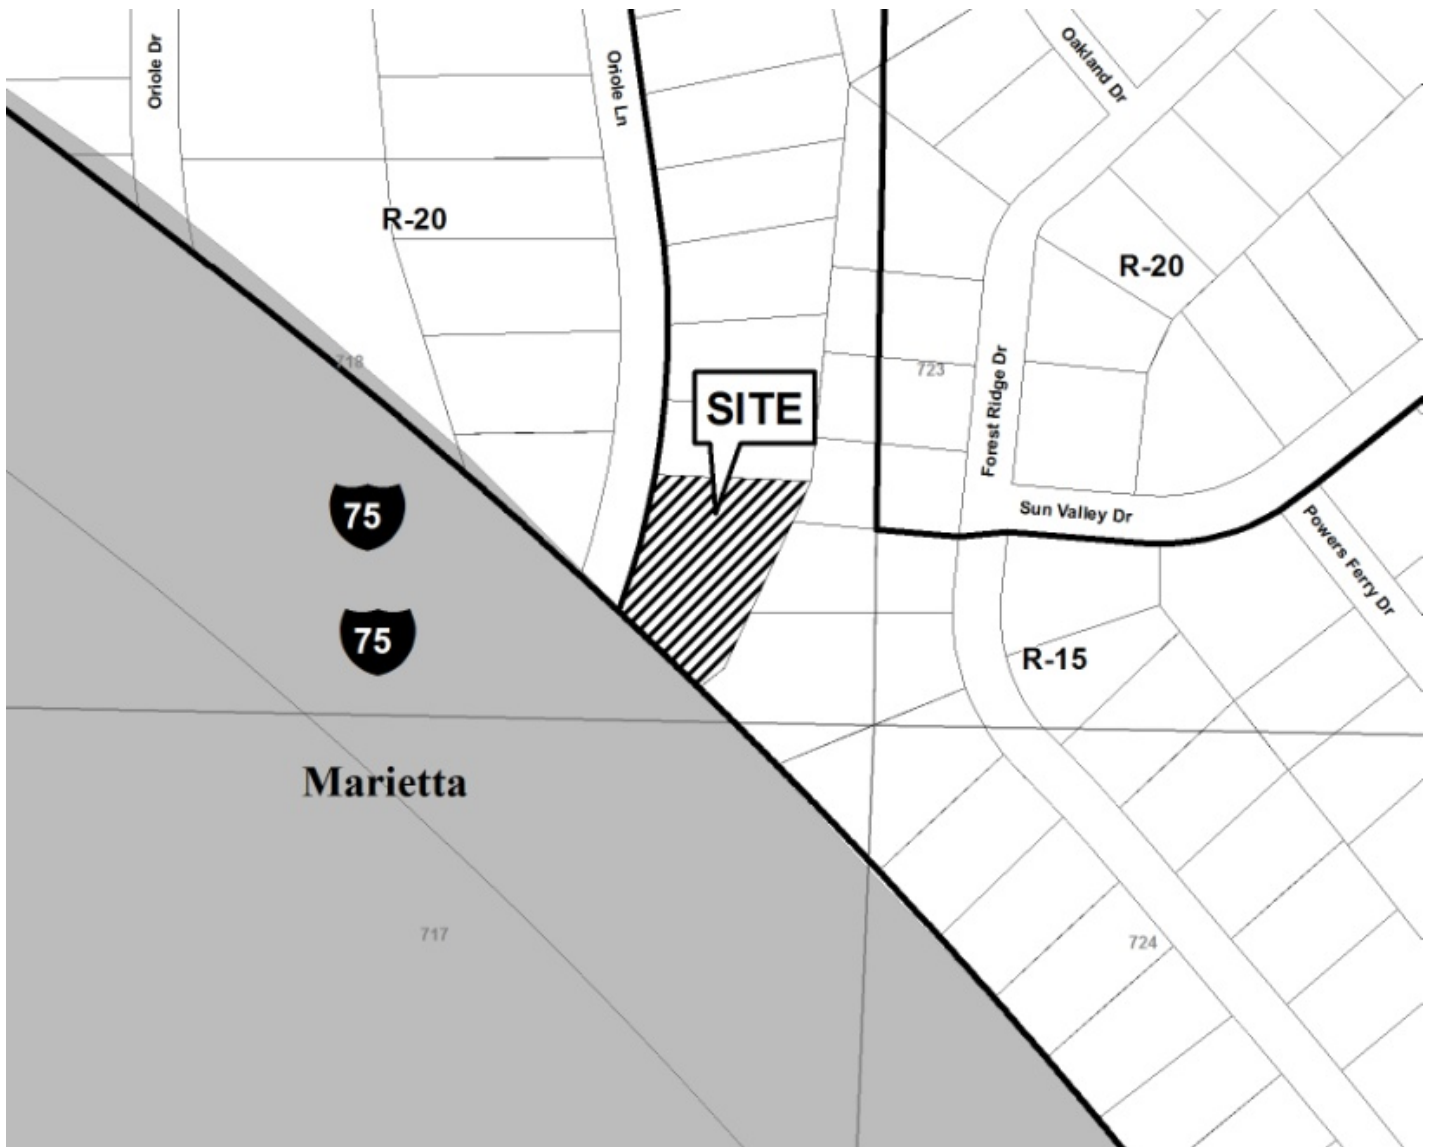 Oriole Dr
Oriole Ln
Oakland Dr
R-20
R-20
718
723
Forest Ridge Dr
SITE
75
Sun Valley Dr
Powers Ferry Dr
75
R-15
Marietta
717
724